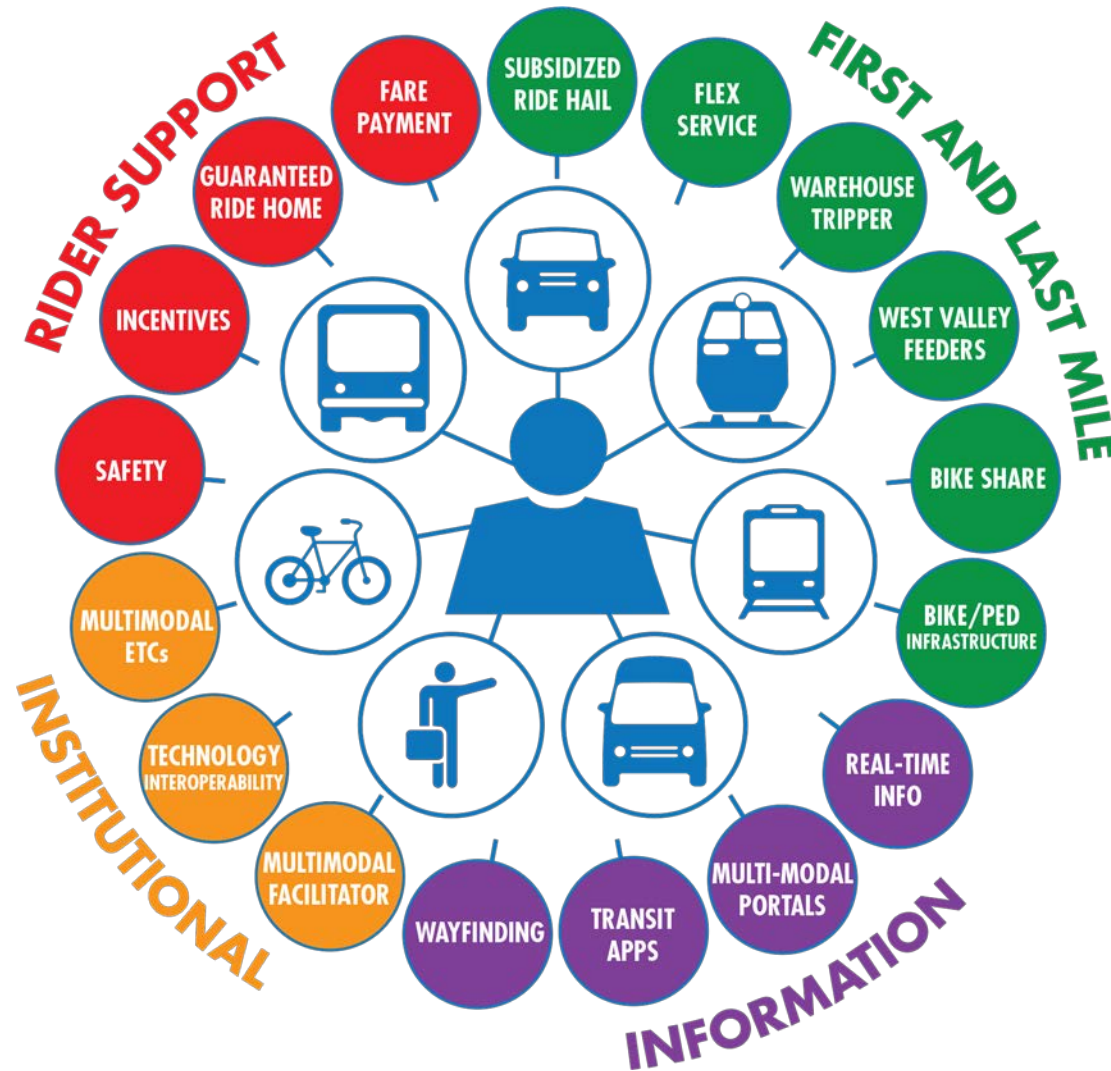 RIDER SUPPORT
FARE
PAYMENT
GUARANTEED
RIDE HOME
INCENTIVES
SAFETY
FIRST AND LAST MILE
SUBSIDIZED
RIDE HAIL
FLEX
SERVICE
WAREHOUSE
TRIPPER
WEST VALLEY
FEEDERS
BIKE SHARE
BIKE/PED
INFRASTRUCTURE
INSTITUTIONAL
MULTIMODAL
ETCs
TECHNOLOGY
INTEROPERABILITY
MULTIMODAL
FACILITATOR
INFORMATION
REAL-TIME
INFO
MULTI-MODAL
PORTALS
TRANSIT
APPS
WAYFINDING